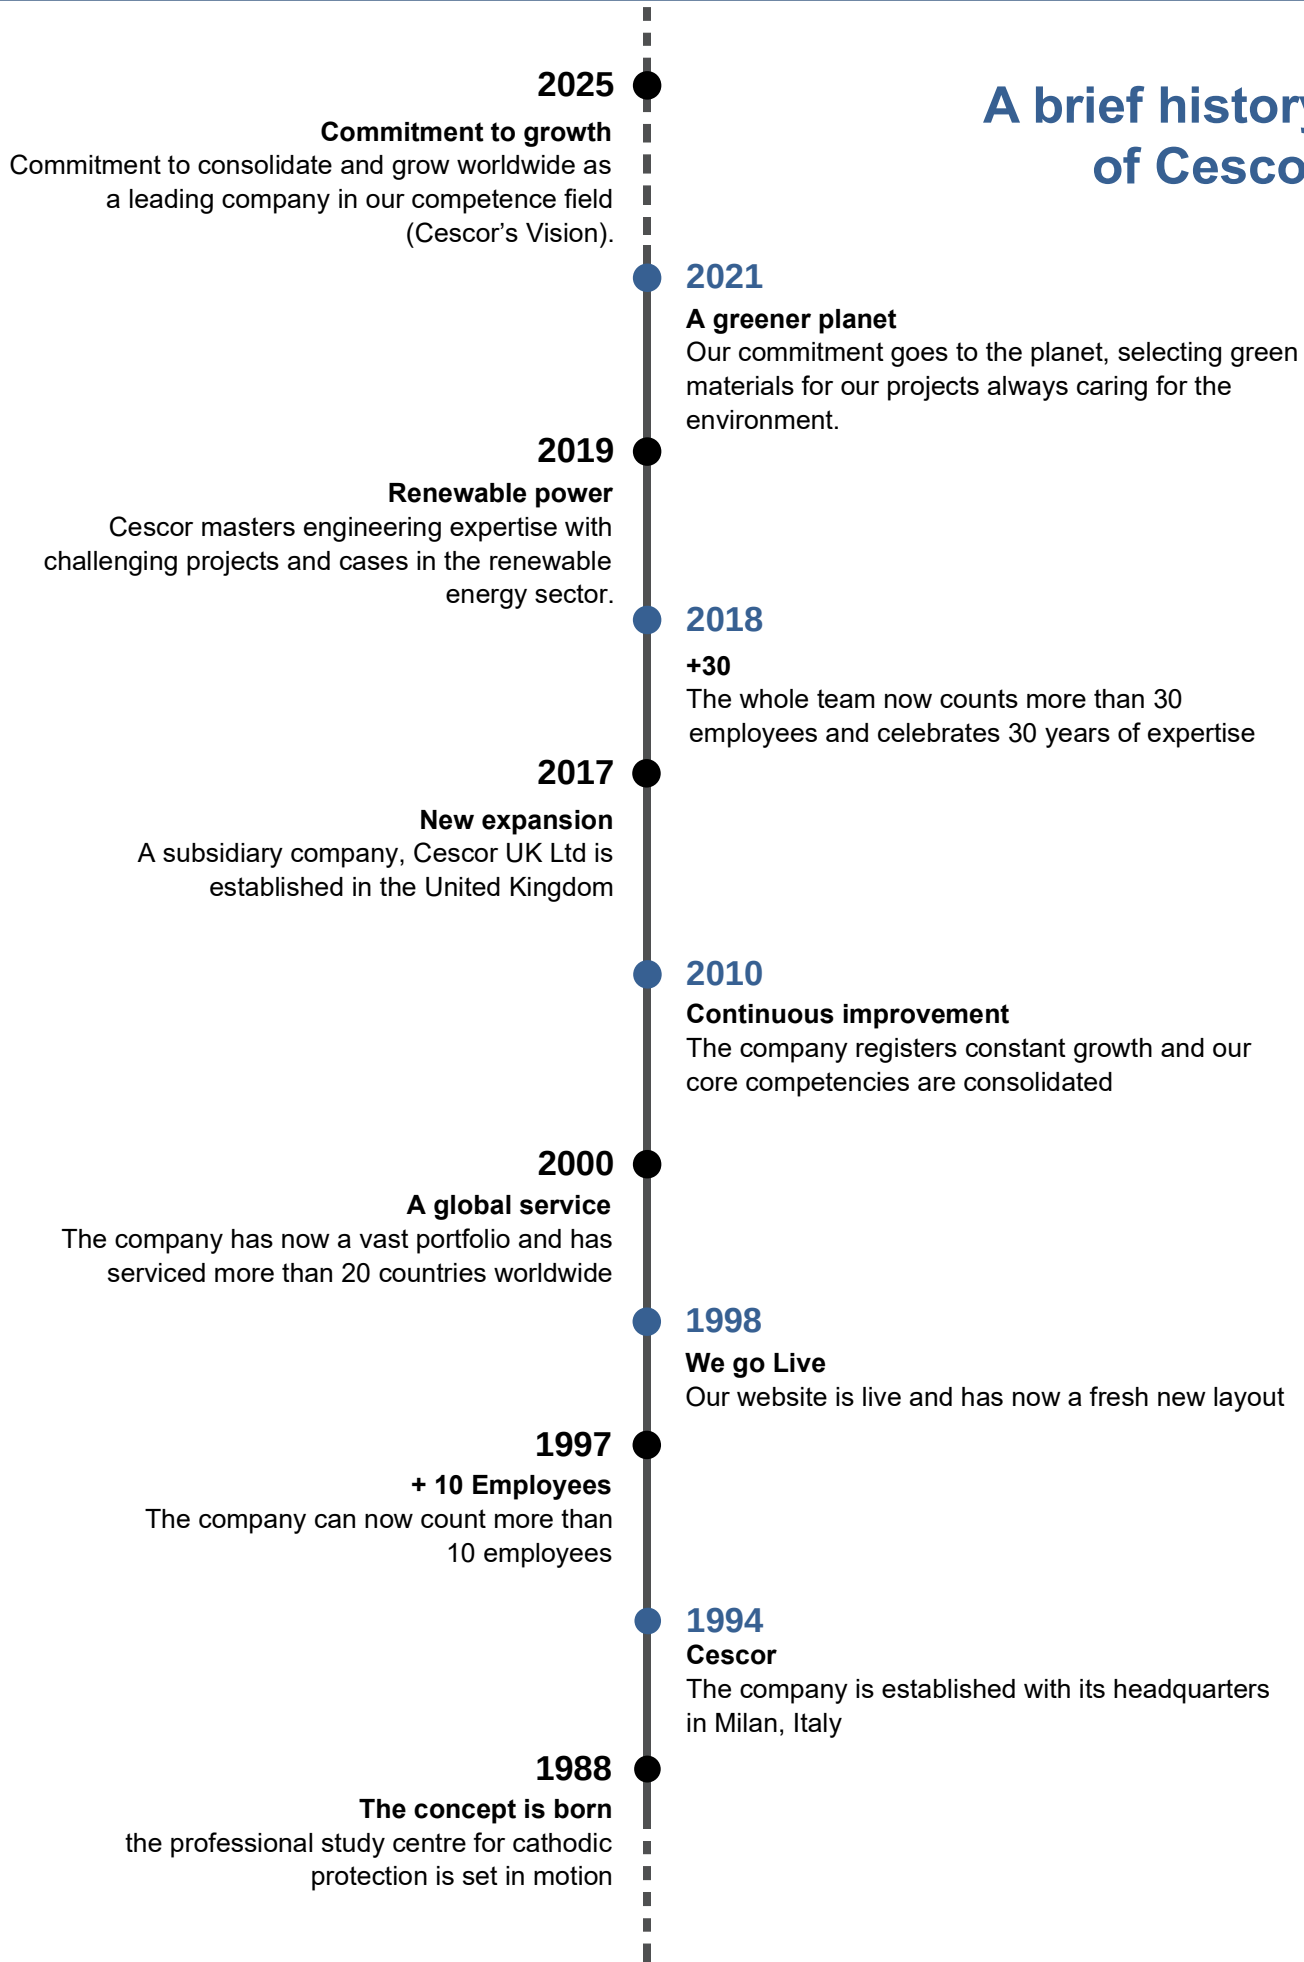 A brief history
of Cesco
2025
Commitment to growth
Commitment to consolidate and grow worldwide as
a leading company in our competence field
(Cescor’s Vision).
2021
A greener planet
Our commitment goes to the planet, selecting green
materials for our projects always caring for the
environment.
2019
Renewable power
Cescor masters engineering expertise with
challenging projects and cases in the renewable
energy sector.
2018
+30
The whole team now counts more than 30
employees and celebrates 30 years of expertise
2017
New expansion
A subsidiary company, Cescor UK Ltd is
established in the United Kingdom
2010
Continuous improvement
The company registers constant growth and our
core competencies are consolidated
2000
A global service
The company has now a vast portfolio and has
serviced more than 20 countries worldwide
1998
We go Live
Our website is live and has now a fresh new layout
1997
+ 10 Employees
The company can now count more than
10 employees
1994
Cescor
The company is established with its headquarters
in Milan, Italy
1988
The concept is born
the professional study centre for cathodic
protection is set in motion